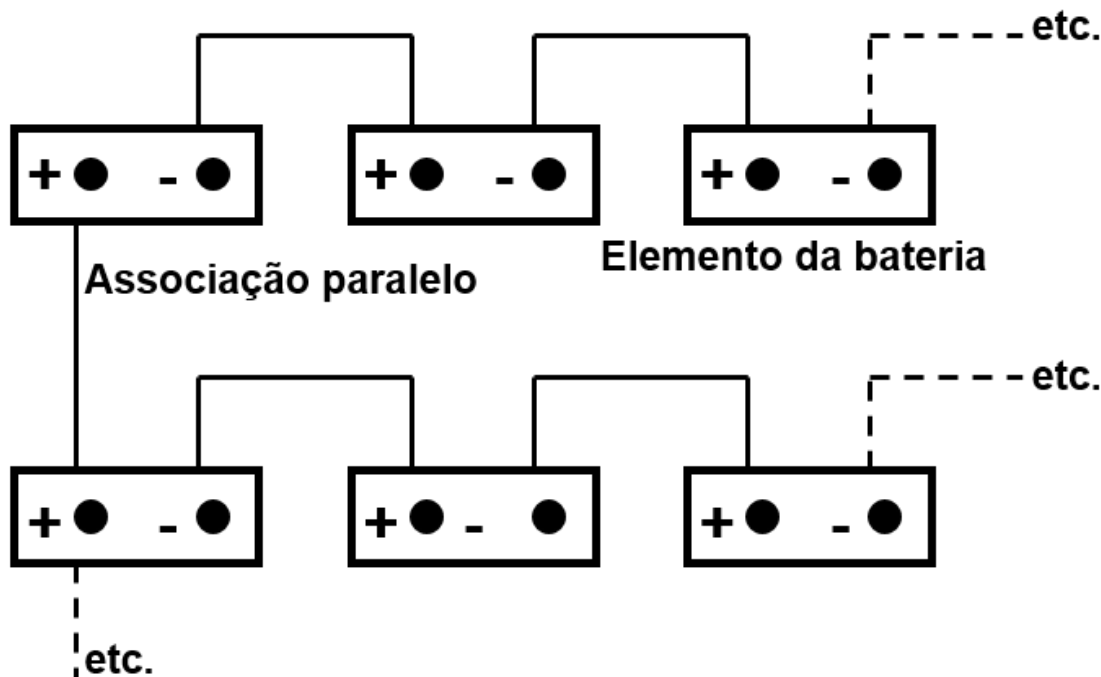 etc.
+ - + - + -
Elemento da bateria
Associação paralelo
etc.
+ - + - + -
etc.